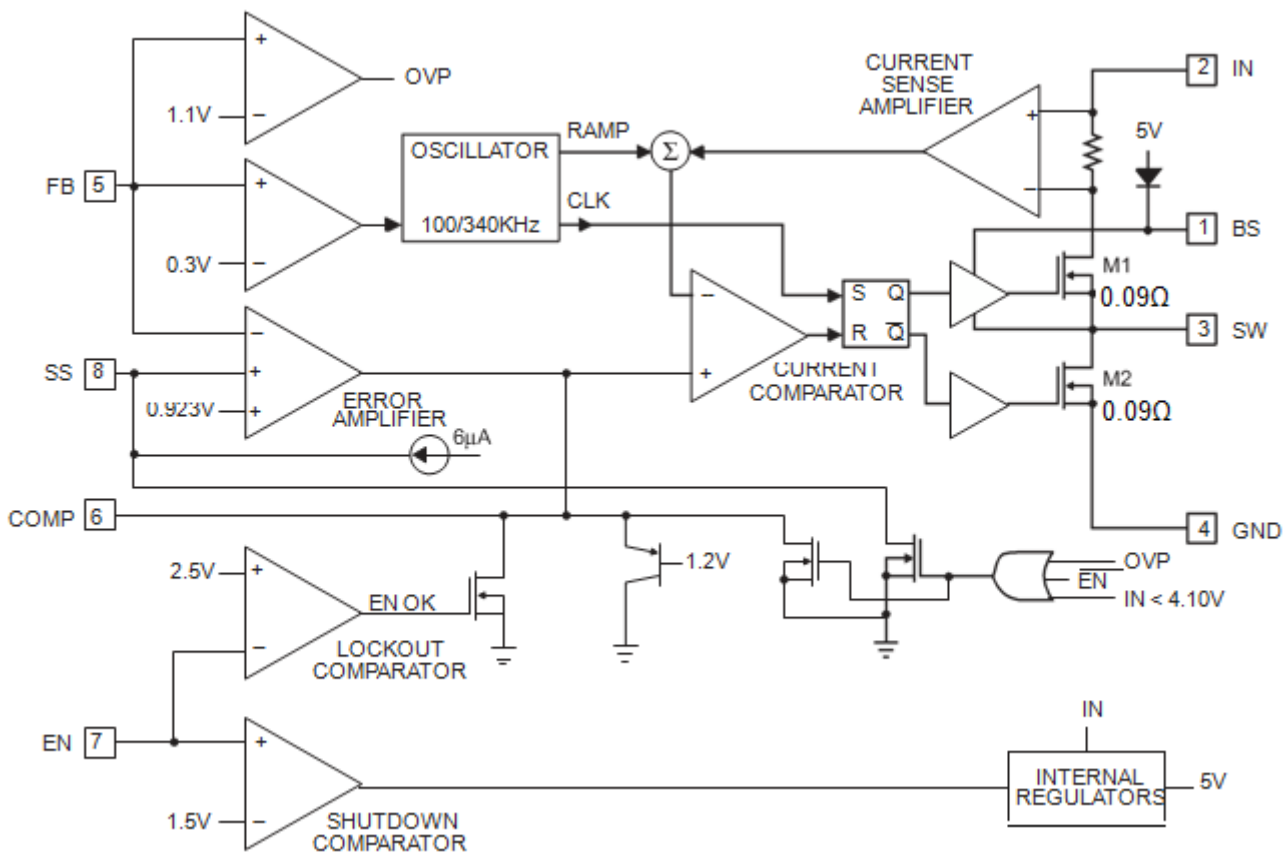 +
OVP
1.1V
−
FB 5
+
0.3V
−
OSCILLATOR
100/340KHz
RAMP
CLK
Σ
CURRENT
SENSE
AMPLIFIER
+
−
2 IN
5V
1 BS
M1
0.09Ω
3 SW
M2
0.09Ω
4 GND
S Q
R Q̅
−
+
CURRENT
COMPARATOR
SS 8
−
+
0.923V
+
ERROR
AMPLIFIER
6µA
COMP 6
2.5V
+
−
EN OK
LOCKOUT
COMPARATOR
1.2V
OVP
E̅N̅
IN < 4.10V
EN 7
+
1.5V
−
SHUTDOWN
COMPARATOR
IN
INTERNAL
REGULATORS
5V